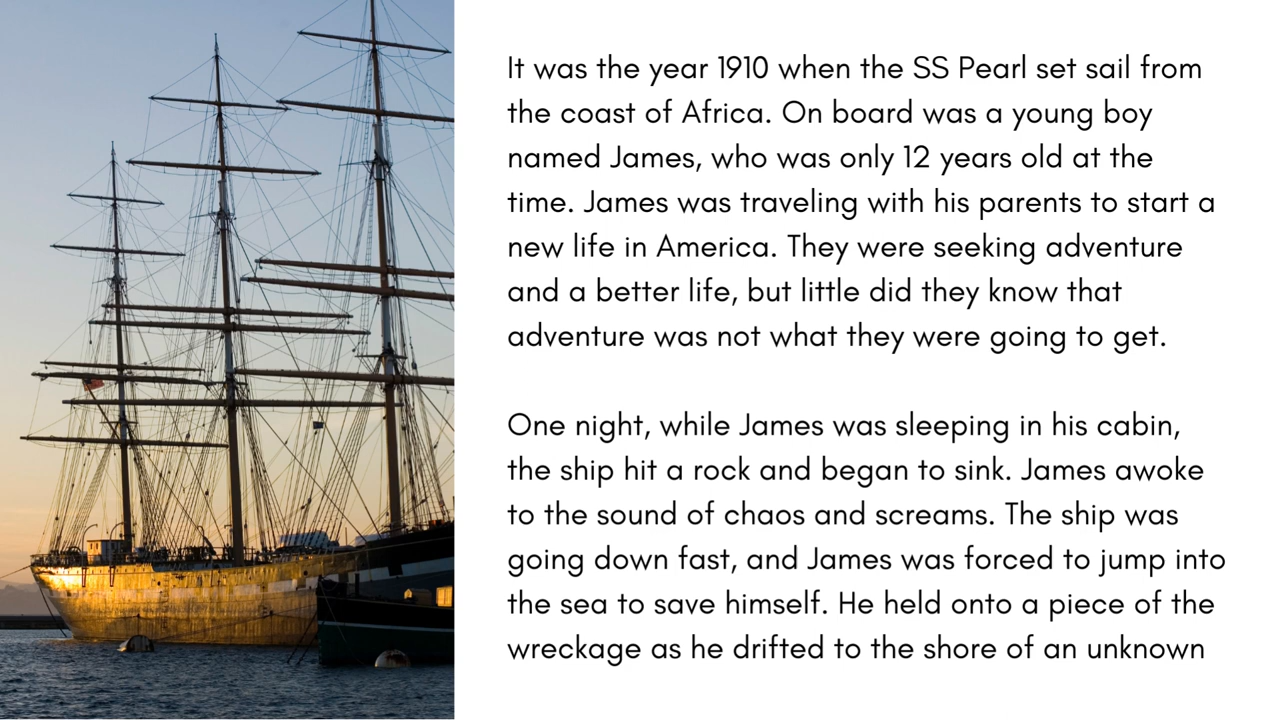 It was the year 1910 when the SS Pearl set sail from
the coast of Africa. On board was a young boy
named James, who was only 12 years old at the
time. James was traveling with his parents to start a
new life in America. They were seeking adventure
and a better life, but little did they know that
adventure was not what they were going to get.
One night, while James was sleeping in his cabin,
the ship hit a rock and began to sink. James awoke
to the sound of chaos and screams. The ship was
going down fast, and James was forced to jump into
the sea to save himself. He held onto a piece of the
wreckage as he drifted to the shore of an unknown